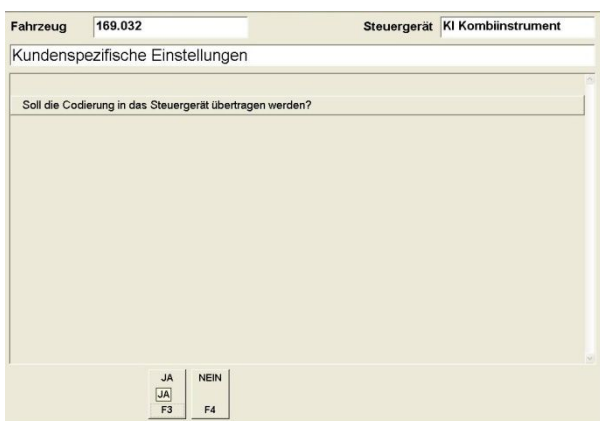 Fahrzeug 169.032 Steuergerät KI Kombiinstrument
Kundenspezifische Einstellungen
Soll die Codierung in das Steuergerät übertragen werden?
JA NEIN
JA
F3 F4